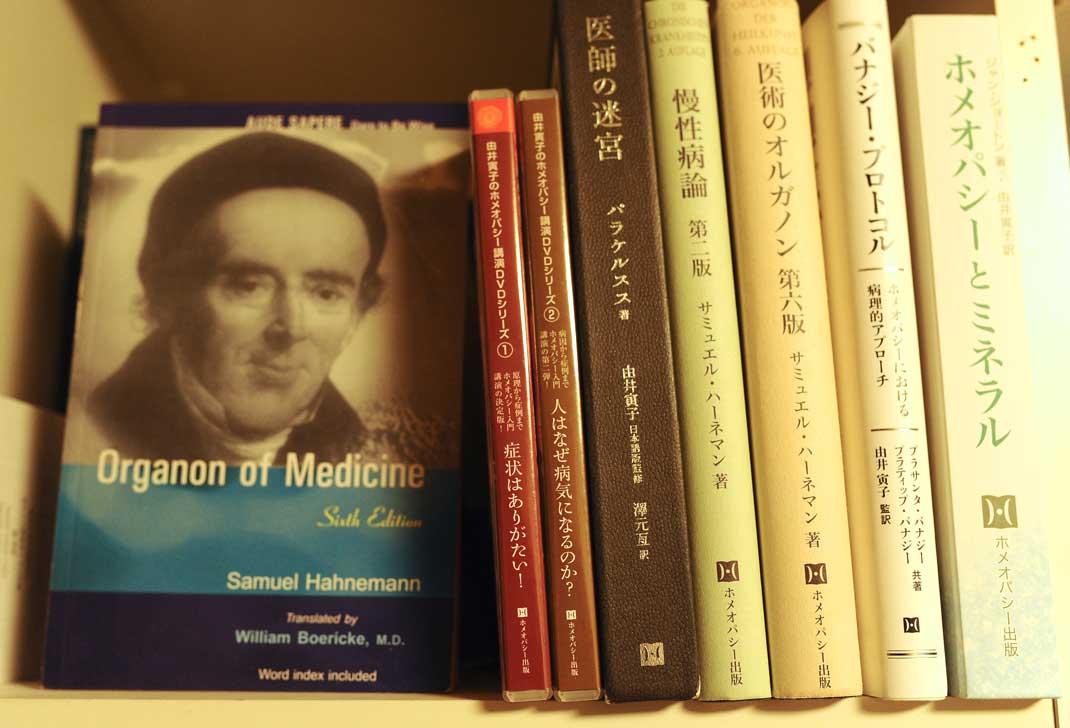 AUDE SAPERE
Organon of Medicine
Sixth Edition
Samuel Hahnemann
Translated by
William Boericke, M.D.
Word index included
由井寅子のホメオパシー講演DVDシリーズ①
原理から症例まで
ホメオパシー入門
講演の決定版!
症状はありがたい!
ホメオパシー出版
由井寅子のホメオパシー講演DVDシリーズ②
病因から症例まで
ホメオパシー入門
講演の第二弾!
人はなぜ病気になるのか?
ホメオパシー出版
医師の迷宮
パラケルスス 著
由井寅子 日本語版監修
澤元亙 訳
DIE
CHRONISCHEN
KRANKHEITEN
2. AUFLAGE
慢性病論 第二版
サミュエル・ハーネマン 著
ホメオパシー出版
ORGANON
DER
HEILKUNST
6. AUFLAGE
医術のオルガノン 第六版
サミュエル・ハーネマン 著
ホメオパシー出版
バナジー・プロトコル
ホメオパシーにおける
病理的アプローチ
プラサンタ・バナジー
プラティップ・バナジー
共著
由井寅子 監訳
ホメオパシーとミネラル
由井寅子 訳
ホメオパシー出版